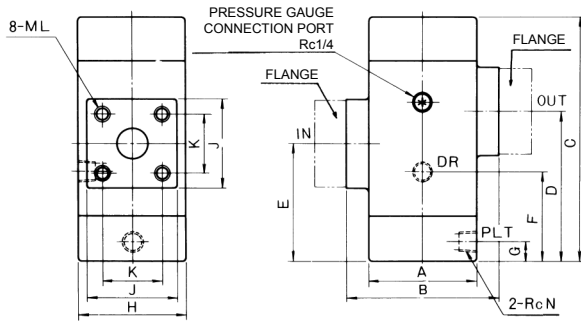 8-ML
PRESSURE GAUGE
CONNECTION PORT
Rc1/4
FLANGE
FLANGE
IN
OUT
DR
PLT
K
J
K
J
H
E
A
B
F
G
D
C
2-RcN